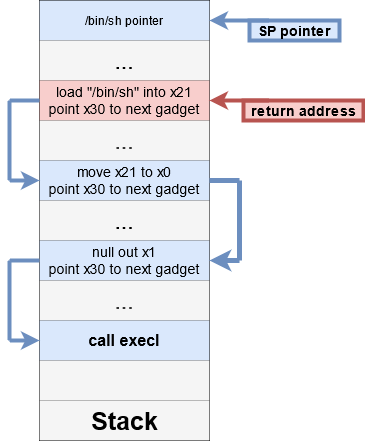 /bin/sh pointer
SP pointer
...
load "/bin/sh" into x21
point x30 to next gadget
return address
...
move x21 to x0
point x30 to next gadget
...
null out x1
point x30 to next gadget
...
call execl
Stack